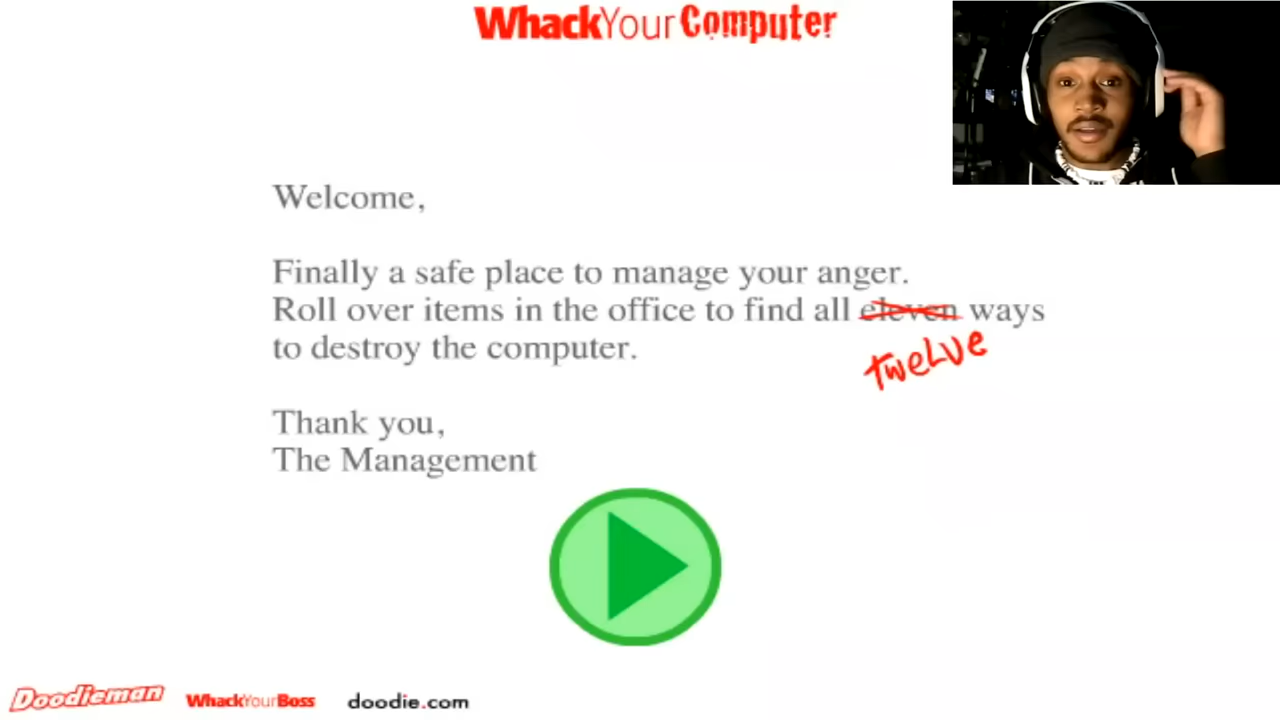 WhackYourComputer
Welcome,
Finally a safe place to manage your anger.
Roll over items in the office to find all eleven ways
twelve
to destroy the computer.
Thank you,
The Management
Doodieman WhackYourBoss doodie.com